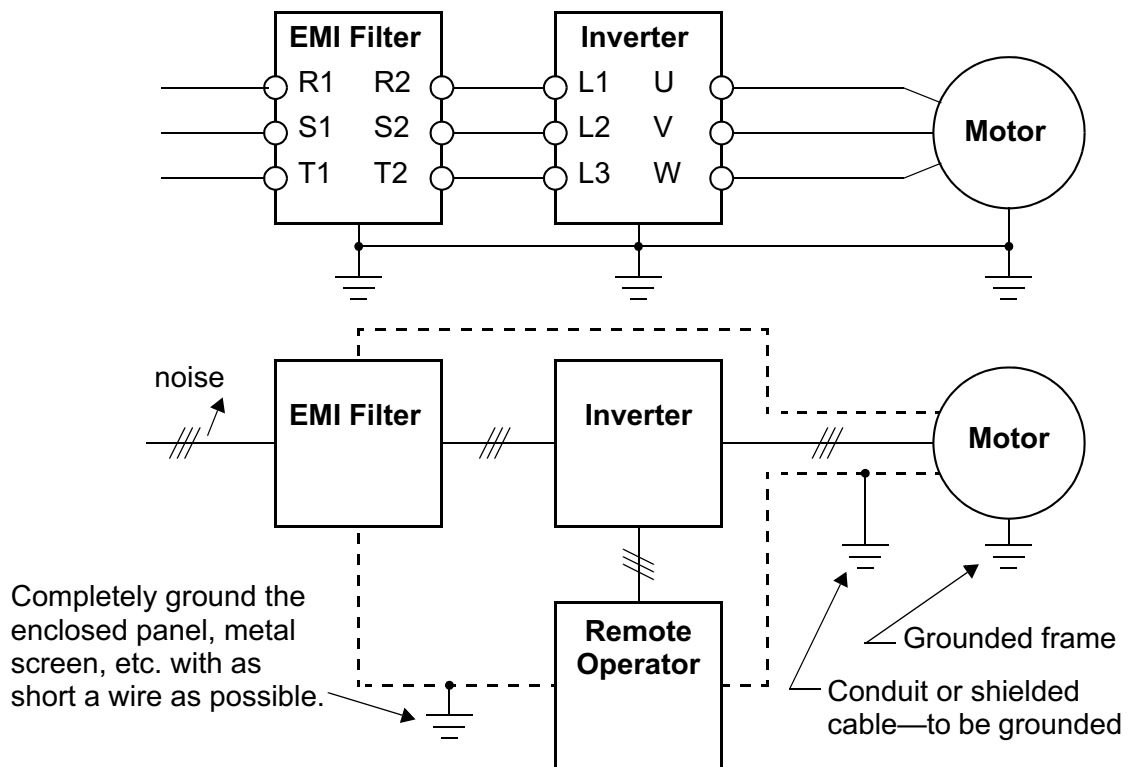 EMI Filter
Inverter
R1 R2
L1 U
S1 S2
L2 V
Motor
T1 T2
L3 W
noise
EMI Filter
Inverter
Motor
Completely ground the
enclosed panel, metal
screen, etc. with as
short a wire as possible.
Remote
Operator
Grounded frame
Conduit or shielded
cable—to be grounded